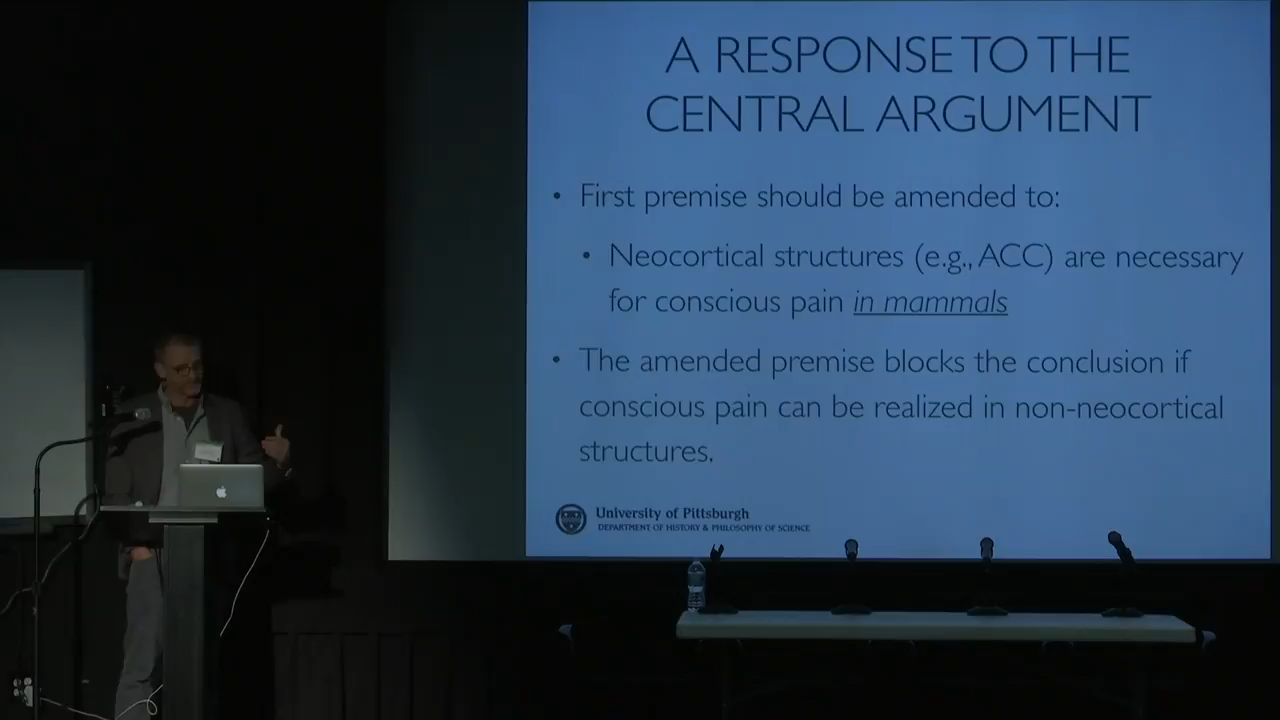 A RESPONSE TO THE
CENTRAL ARGUMENT
• First premise should be amended to:
• Neocortical structures (e.g., ACC) are necessary
for conscious pain in mammals
• The amended premise blocks the conclusion if
conscious pain can be realized in non-neocortical
structures.
University of Pittsburgh
DEPARTMENT OF HISTORY & PHILOSOPHY OF SCIENCE